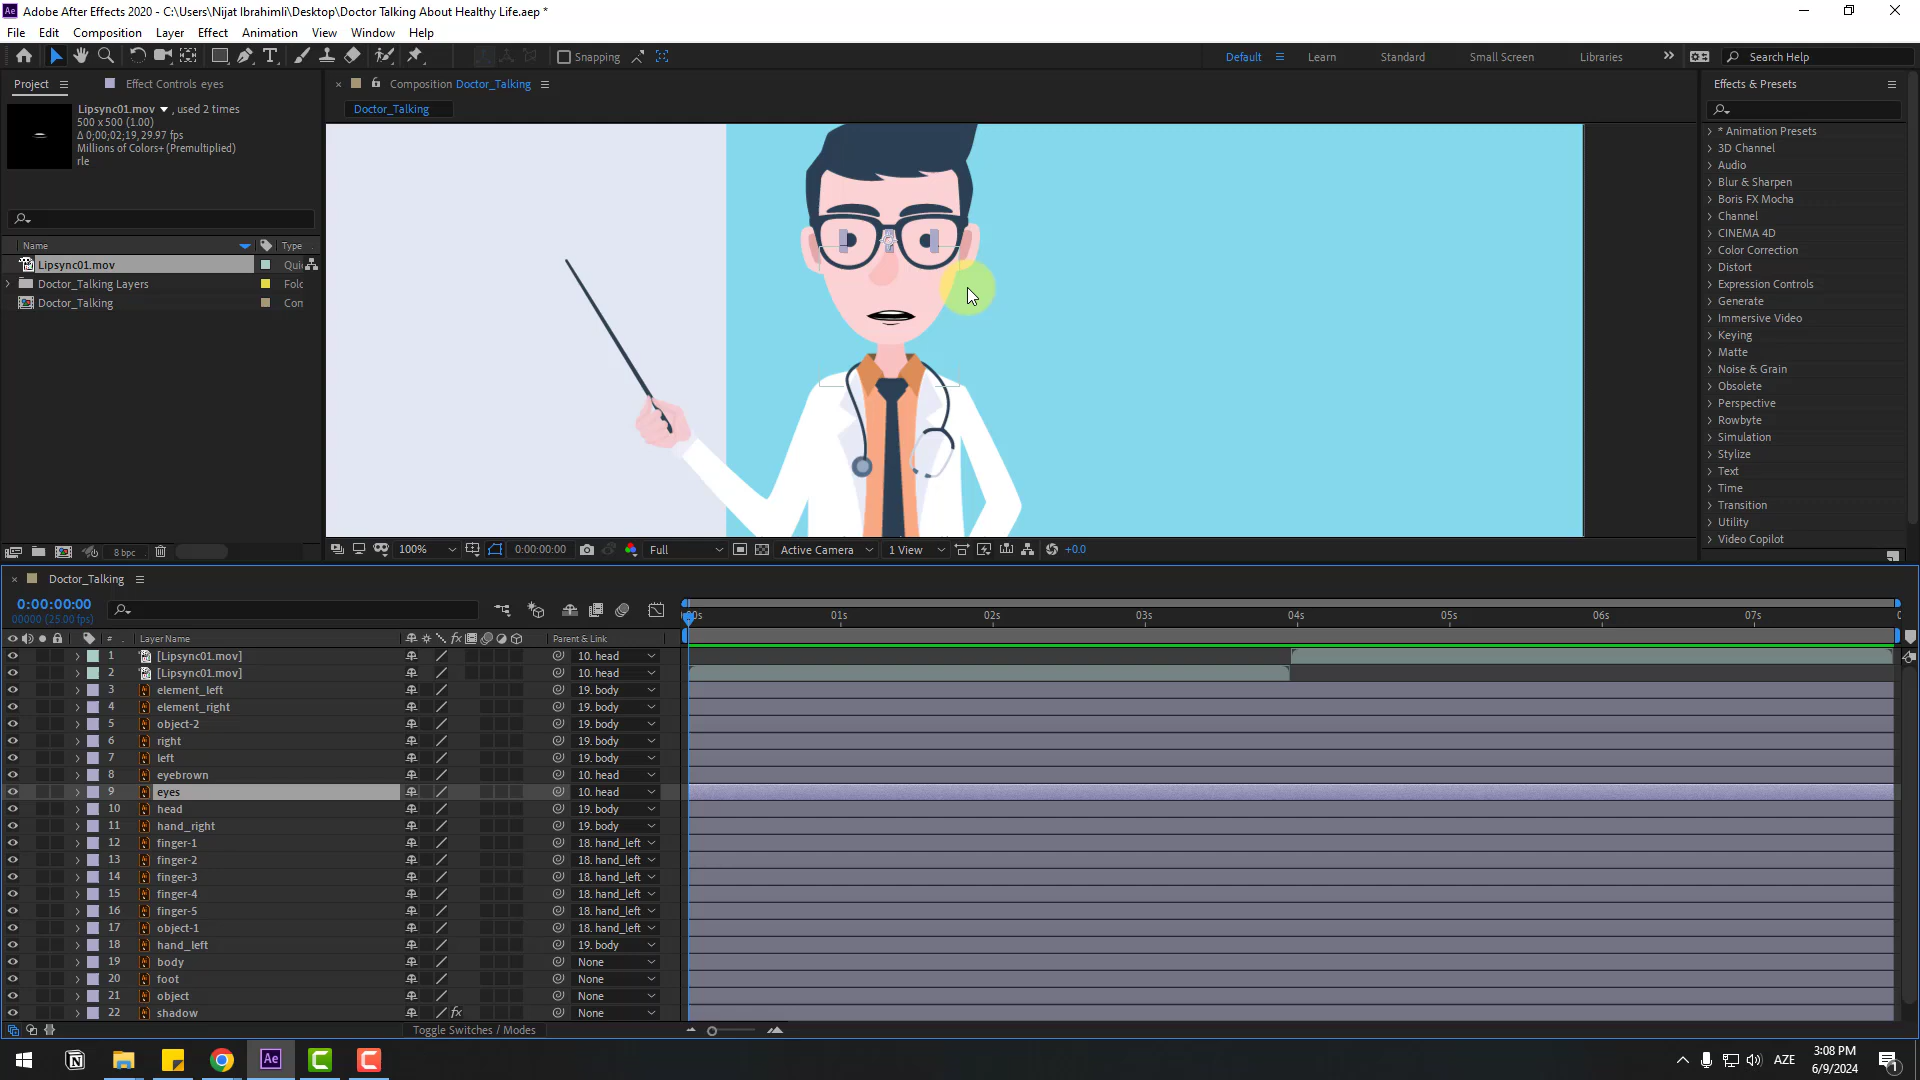 Adobe After Effects 2020 - C:\Users\Nijat Ibrahimli\Desktop\Doctor Talking About Healthy Life.aep *
File Edit Composition Layer Effect Animation View Window Help
Snapping Default Learn Standard Small Screen Libraries Search Help
Project Effect Controls eyes
Composition Doctor_Talking
Effects & Presets
Lipsync01.mov , used 2 times
500 x 500 (1.00)
Δ 0;00;02;19, 29.97 fps
Millions of Colors+ (Premultiplied)
rle
Doctor_Talking
Name Type
Lipsync01.mov Qui
Doctor_Talking Layers Fold
Doctor_Talking Con
* Animation Presets
3D Channel
Audio
Blur & Sharpen
Boris FX Mocha
Channel
CINEMA 4D
Color Correction
Distort
Expression Controls
Generate
Immersive Video
Keying
Matte
Noise & Grain
Obsolete
Perspective
Rowbyte
Simulation
Stylize
Text
Time
Transition
Utility
Video Copilot
8 bpc
100% 0:00:00:00 Full Active Camera 1 View +0.0
Doctor_Talking
0:00:00:00
00000 (25.00 fps)
00s 01s 02s 03s 04s 05s 06s 07s
# Layer Name Parent & Link
1 [Lipsync01.mov] 10. head
2 [Lipsync01.mov] 10. head
3 element_left 19. body
4 element_right 19. body
5 object-2 19. body
6 right 19. body
7 left 19. body
8 eyebrown 10. head
9 eyes 10. head
10 head 19. body
11 hand_right 19. body
12 finger-1 18. hand_left
13 finger-2 18. hand_left
14 finger-3 18. hand_left
15 finger-4 18. hand_left
16 finger-5 18. hand_left
17 object-1 18. hand_left
18 hand_left 19. body
19 body None
20 foot None
21 object None
22 shadow None
Toggle Switches / Modes
AZE
3:08 PM
6/9/2024